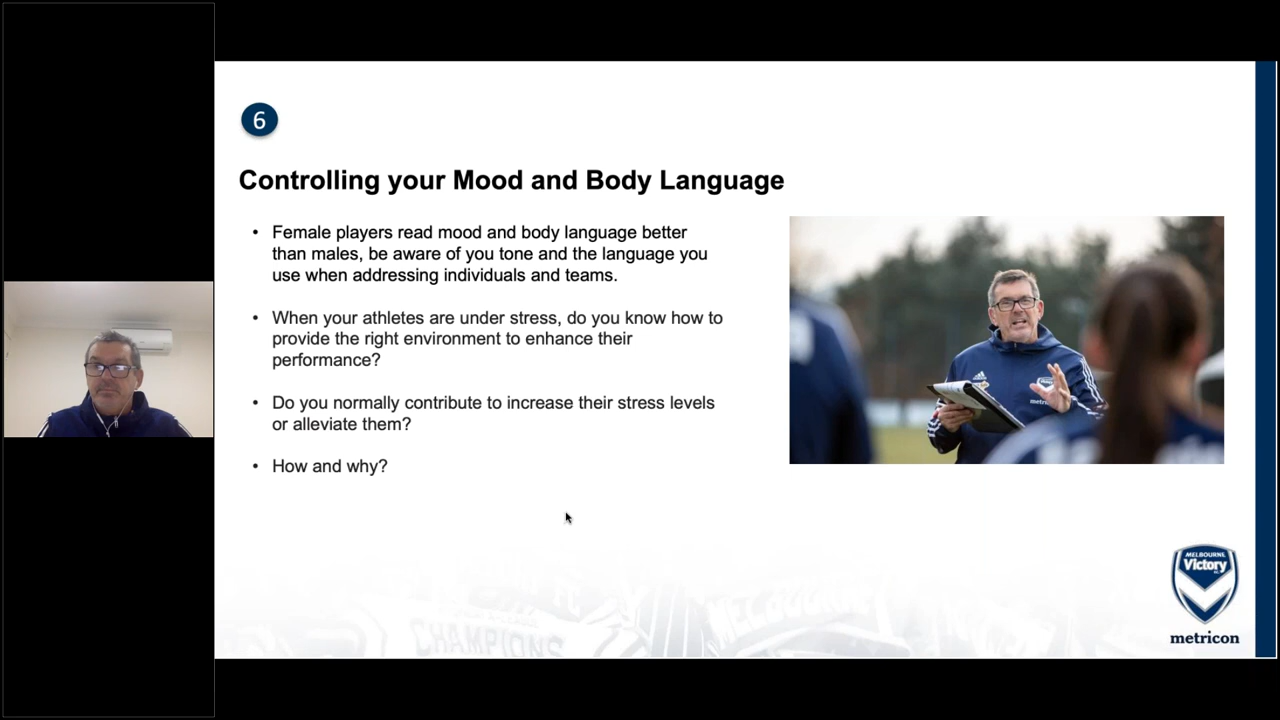 6
Controlling your Mood and Body Language
• Female players read mood and body language better
than males, be aware of you tone and the language you
use when addressing individuals and teams.
• When your athletes are under stress, do you know how to
provide the right environment to enhance their
performance?
• Do you normally contribute to increase their stress levels
or alleviate them?
• How and why?
CHAMPIONS
MELBOURNE
MELBOURNE
Victory
metricon